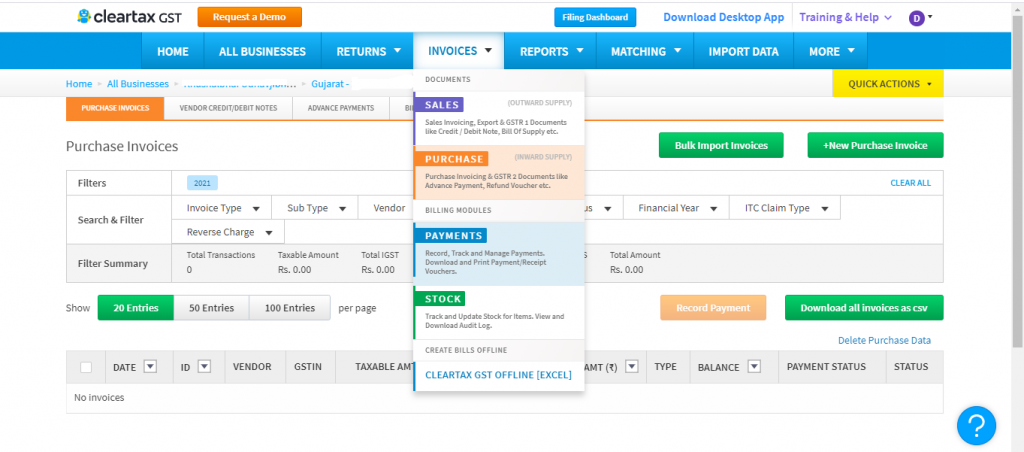 cleartax GST
Request a Demo
Filing Dashboard
Download Desktop App
Training & Help
D
HOME
ALL BUSINESSES
RETURNS
INVOICES
REPORTS
MATCHING
IMPORT DATA
MORE
Home
All Businesses
Gujarat -
QUICK ACTIONS
PURCHASE INVOICES
VENDOR CREDIT/DEBIT NOTES
ADVANCE PAYMENTS
DOCUMENTS
SALES
(OUTWARD SUPPLY)
Sales Invoicing, Export & GSTR 1 Documents
like Credit / Debit Note, Bill Of Supply etc.
PURCHASE
(INWARD SUPPLY)
Purchase Invoicing & GSTR 2 Documents like
Advance Payment, Refund Voucher etc.
BILLING MODULES
PAYMENTS
Record, Track and Manage Payments.
Download and Print Payment/Receipt
Vouchers.
STOCK
Track and Update Stock for Items. View and
Download Audit Log.
CREATE BILLS OFFLINE
CLEARTAX GST OFFLINE [EXCEL]
Purchase Invoices
Bulk Import Invoices
+New Purchase Invoice
Filters
2021
CLEAR ALL
Search & Filter
Invoice Type
Sub Type
Vendor
Financial Year
ITC Claim Type
Reverse Charge
Filter Summary
Total Transactions
0
Taxable Amount
Rs. 0.00
Total IGST
Rs. 0.00
Total Amount
Rs. 0.00
Show
20 Entries
50 Entries
100 Entries
per page
Record Payment
Download all invoices as csv
Delete Purchase Data
DATE
ID
VENDOR
GSTIN
TAXABLE AMT
AMT (₹)
TYPE
BALANCE
PAYMENT STATUS
STATUS
No invoices
?